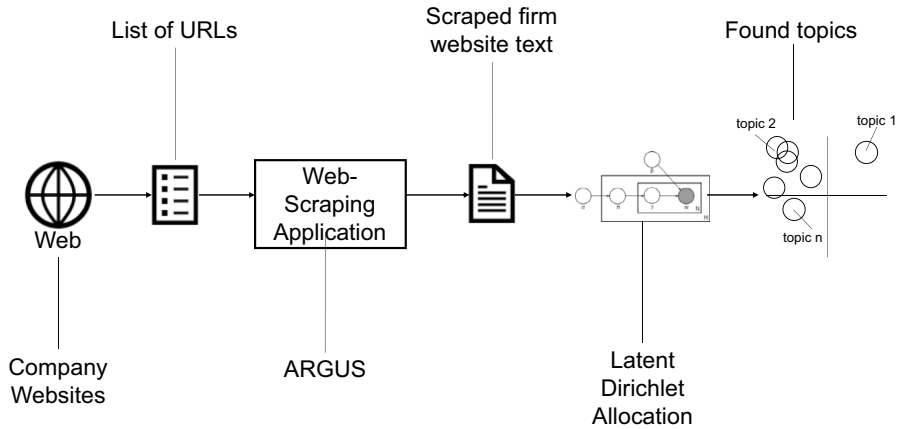 List of URLs
Scraped firm
website text
Found topics
topic 2
topic 1
Web-
Scraping
Application
β
α
θ
z
w
N
M
Web
topic n
Company
Websites
ARGUS
Latent
Dirichlet
Allocation